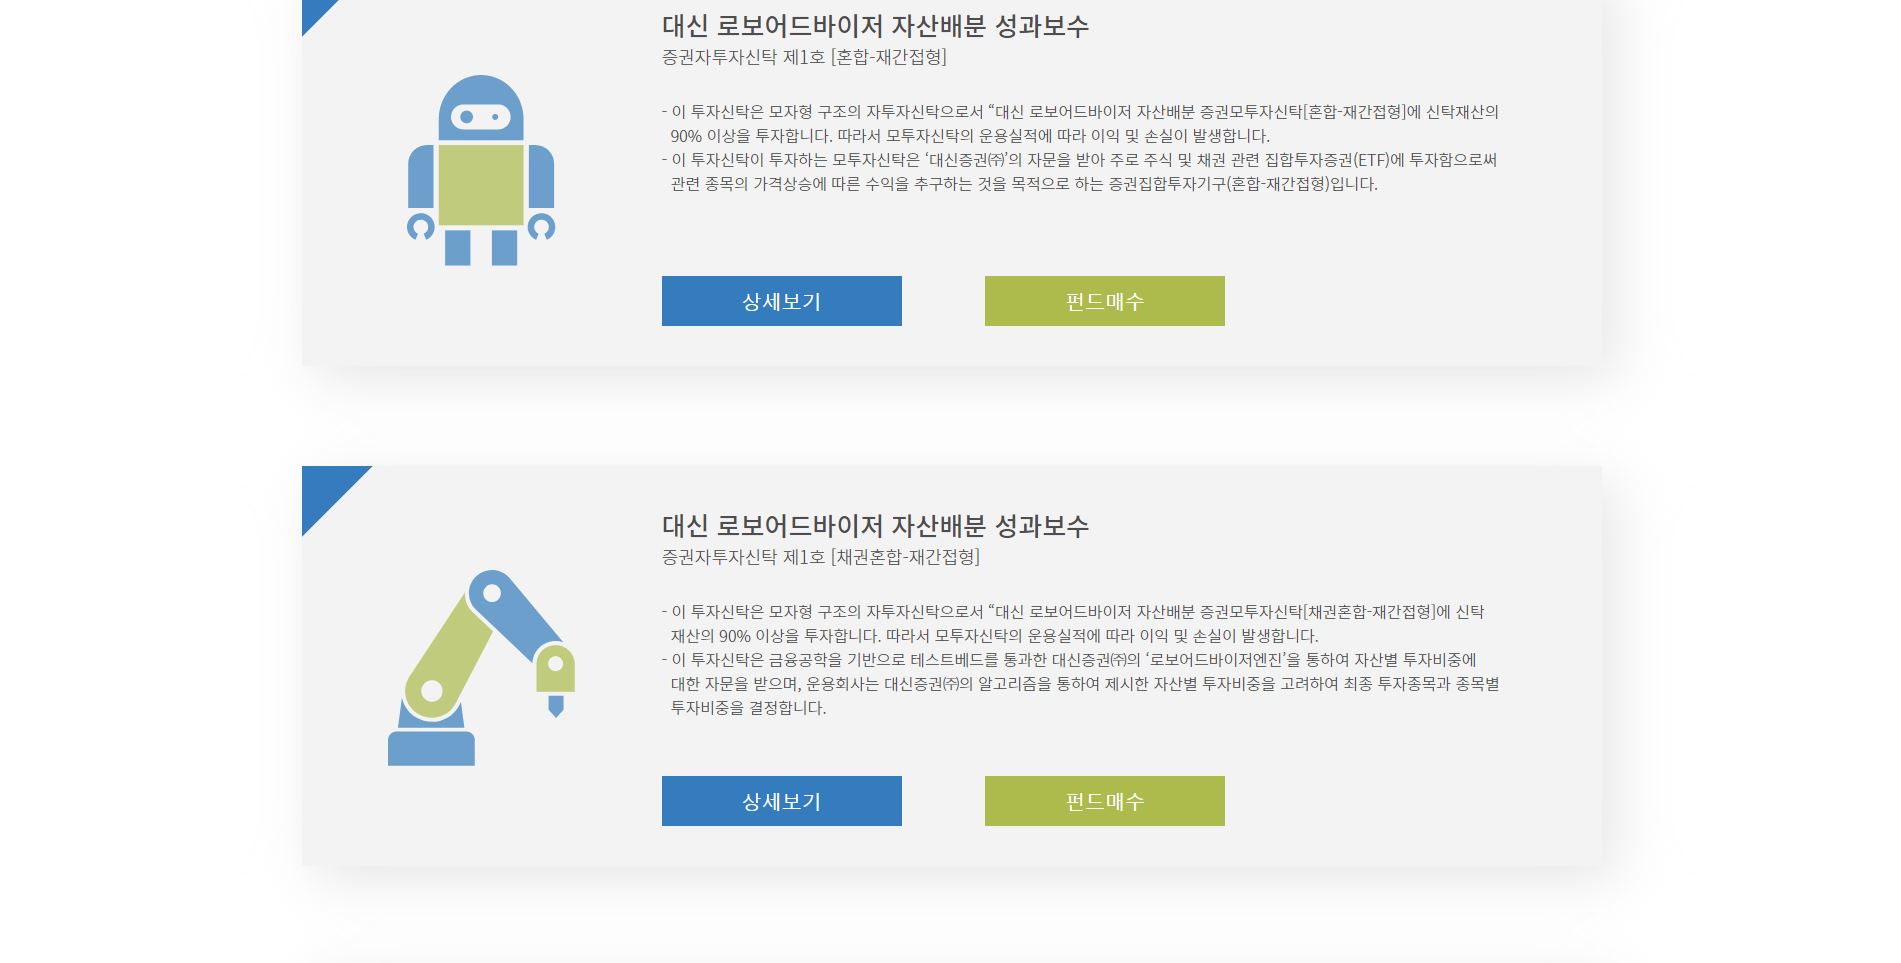 대신 로보어드바이저 자산배분 성과보수
증권자투자신탁 제1호 [혼합-재간접형]
- 이 투자신탁은 모자형 구조의 자투자신탁으로서 “대신 로보어드바이저 자산배분 증권모투자신탁[혼합-재간접형]에 신탁재산의
90% 이상을 투자합니다. 따라서 모투자신탁의 운용실적에 따라 이익 및 손실이 발생합니다.
- 이 투자신탁이 투자하는 모투자신탁은 ‘대신증권㈜’의 자문을 받아 주로 주식 및 채권 관련 집합투자증권(ETF)에 투자함으로써
관련 종목의 가격상승에 따른 수익을 추구하는 것을 목적으로 하는 증권집합투자기구(혼합-재간접형)입니다.
상세보기
펀드매수
대신 로보어드바이저 자산배분 성과보수
증권자투자신탁 제1호 [채권혼합-재간접형]
- 이 투자신탁은 모자형 구조의 자투자신탁으로서 “대신 로보어드바이저 자산배분 증권모투자신탁[채권혼합-재간접형]에 신탁
재산의 90% 이상을 투자합니다. 따라서 모투자신탁의 운용실적에 따라 이익 및 손실이 발생합니다.
- 이 투자신탁은 금융공학을 기반으로 테스트베드를 통과한 대신증권㈜의 ‘로보어드바이저엔진’을 통하여 자산별 투자비중에
대한 자문을 받으며, 운용회사는 대신증권㈜의 알고리즘을 통하여 제시한 자산별 투자비중을 고려하여 최종 투자종목과 종목별
투자비중을 결정합니다.
상세보기
펀드매수